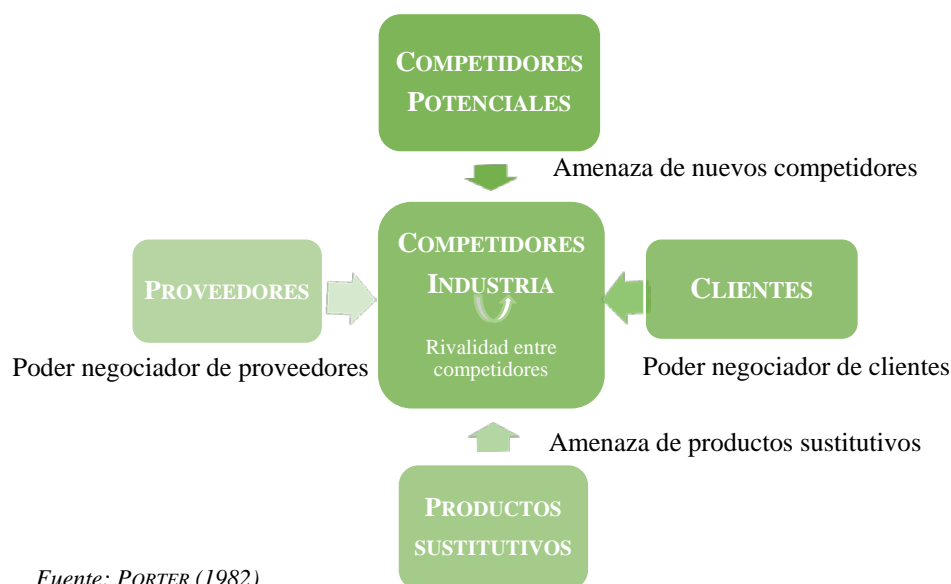 COMPETIDORES
POTENCIALES
Amenaza de nuevos competidores
COMPETIDORES
INDUSTRIA
Rivalidad entre
competidores
PROVEEDORES
Poder negociador de proveedores
CLIENTES
Poder negociador de clientes
Amenaza de productos sustitutivos
PRODUCTOS
SUSTITUTIVOS
Fuente: PORTER (1982)